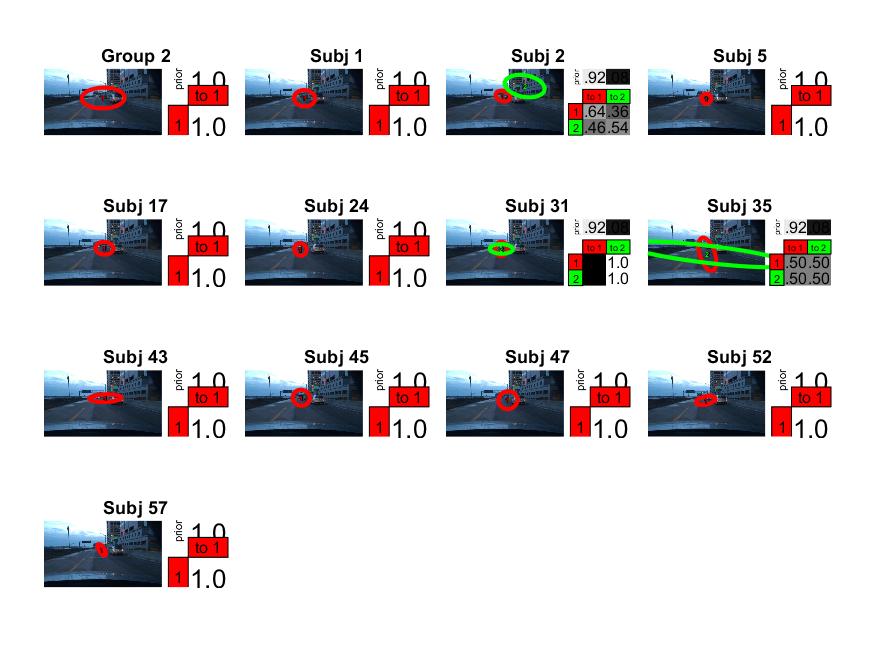 Group 2
prior 1.0
to 1
1 1.0
Subj 1
prior 1.0
to 1
1 1.0
Subj 2
prior .92 .08
to 1 to 2
1 .64 .36
2 .46 .54
Subj 5
prior 1.0
to 1
1 1.0
Subj 17
prior 1.0
to 1
1 1.0
Subj 24
prior 1.0
to 1
1 1.0
Subj 31
prior .92 .08
to 1 to 2
1 1.0
2 1.0
Subj 35
prior .92 .08
to 1 to 2
1 .50 .50
2 .50 .50
Subj 43
prior 1.0
to 1
1 1.0
Subj 45
prior 1.0
to 1
1 1.0
Subj 47
prior 1.0
to 1
1 1.0
Subj 52
prior 1.0
to 1
1 1.0
Subj 57
prior 1.0
to 1
1 1.0